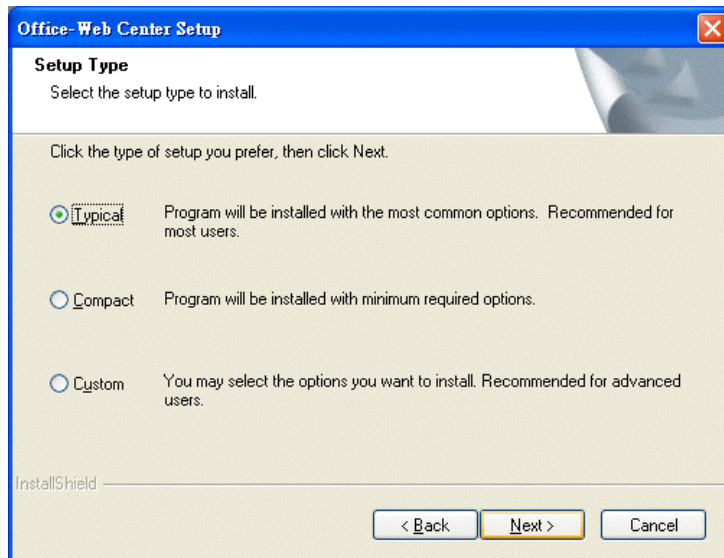 Office-Web Center Setup
Setup Type
Select the setup type to install.
Click the type of setup you prefer, then click Next.
Typical
Program will be installed with the most common options. Recommended for
most users.
Compact
Program will be installed with minimum required options.
Custom
You may select the options you want to install. Recommended for advanced
users.
InstallShield
< Back
Next >
Cancel